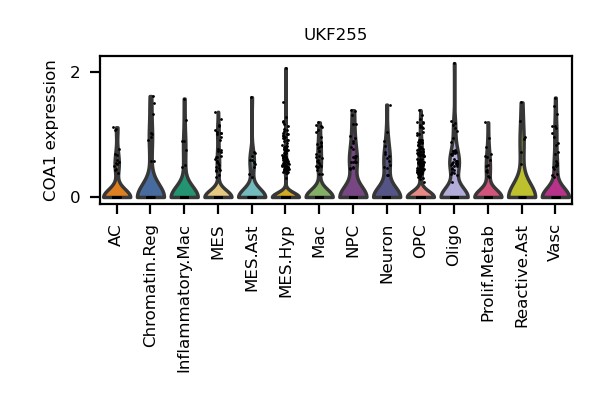 UKF255
COA1 expression
2
0
AC
Chromatin.Reg
Inflammatory.Mac
MES
MES.Ast
MES.Hyp
Mac
NPC
Neuron
OPC
Oligo
Prolif.Metab
Reactive.Ast
Vasc